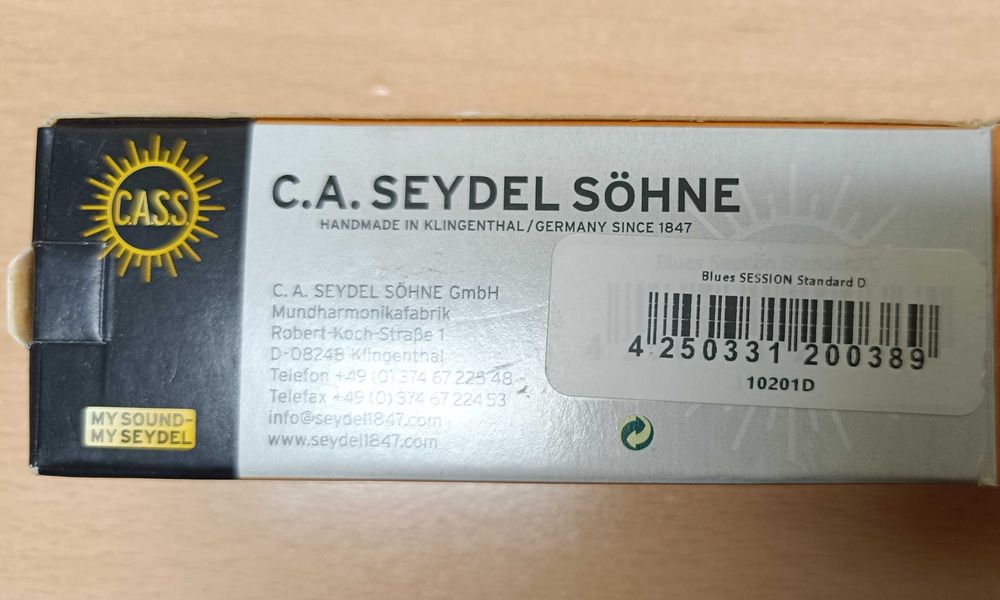 C.A.S.S
C.A. SEYDEL SÖHNE
HANDMADE IN KLINGENTHAL/GERMANY SINCE 1847
C. A. SEYDEL SÖHNE GmbH
Mundharmonikafabrik
Robert-Koch-Straße 1
D-08248 Klingenthal
Telefon +49 (0) 374 67 225 48
Telefax +49 (0) 374 67 224 53
info@seydel1847.com
www.seydel1847.com
MY SOUND-
MY SEYDEL
Blues SESSION Standard D
4 250331 200389
10201D